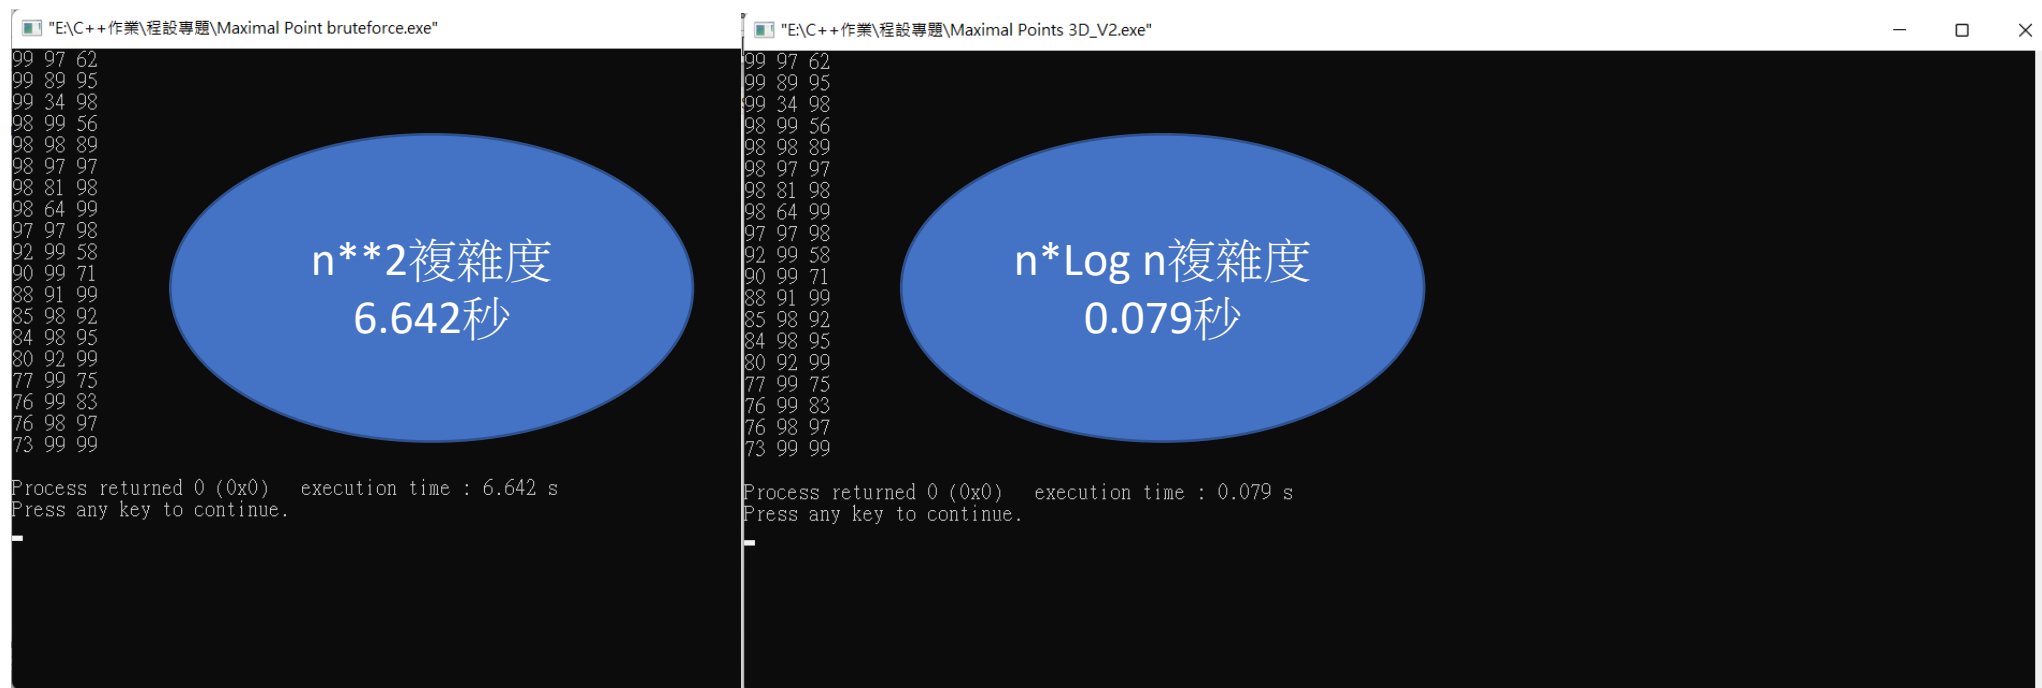 "E:\C++作業\程設專題\Maximal Point bruteforce.exe"
99 97 62
99 89 95
99 34 98
98 99 56
98 98 89
98 97 97
98 81 98
98 64 99
97 97 98
92 99 58
90 99 71
88 91 99
85 98 92
84 98 95
80 92 99
77 99 75
76 99 83
76 98 97
73 99 99
Process returned 0 (0x0)   execution time : 6.642 s
Press any key to continue.
n**2複雜度
6.642秒
"E:\C++作業\程設專題\Maximal Points 3D_V2.exe"
99 97 62
99 89 95
99 34 98
98 99 56
98 98 89
98 97 97
98 81 98
98 64 99
97 97 98
92 99 58
90 99 71
88 91 99
85 98 92
84 98 95
80 92 99
77 99 75
76 99 83
76 98 97
73 99 99
Process returned 0 (0x0)   execution time : 0.079 s
Press any key to continue.
n*Log n複雜度
0.079秒